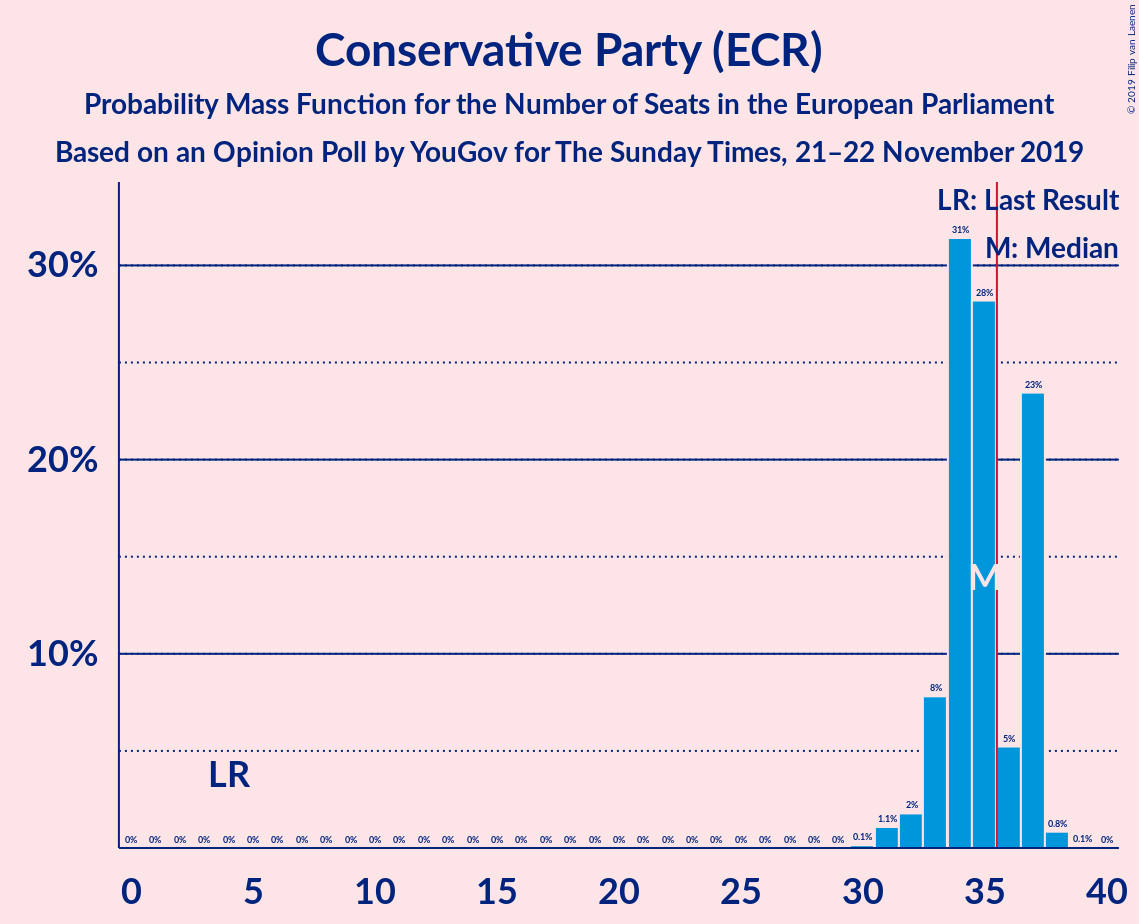 Conservative Party (ECR)
Probability Mass Function for the Number of Seats in the European Parliament
Based on an Opinion Poll by YouGov for The Sunday Times, 21–22 November 2019
© 2019 Filip van Laenen
LR: Last Result
M: Median
30%
20%
10%
31%
28%
23%
M
8%
5%
LR
2%
1.1%
0.8%
0% 0% 0% 0% 0% 0% 0% 0% 0% 0% 0% 0% 0% 0% 0% 0% 0% 0% 0% 0% 0% 0% 0% 0% 0% 0% 0% 0% 0% 0% 0.1% 0.1% 0%
0 5 10 15 20 25 30 35 40